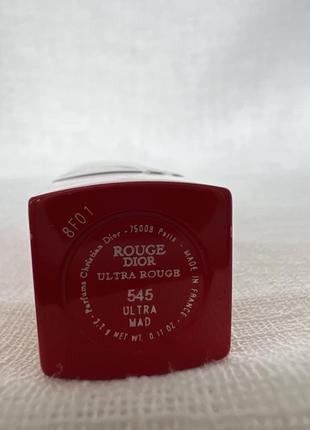 8F01
Parfums Christian Dior - 75008 Paris - MADE IN FRANCE - 3,2 g NET WT. 0.11 OZ.
ROUGE
DIOR
ULTRA ROUGE
545
ULTRA
MAD